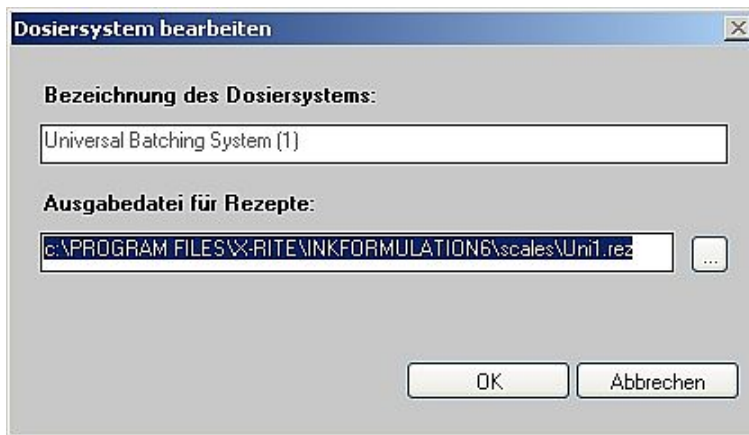 Dosiersystem bearbeiten
Bezeichnung des Dosiersystems:
Universal Batching System (1)
Ausgabedatei für Rezepte:
c:\PROGRAM FILES\X-RITE\INKFORMULATION6\scales\Uni1.rez
...
OK
Abbrechen